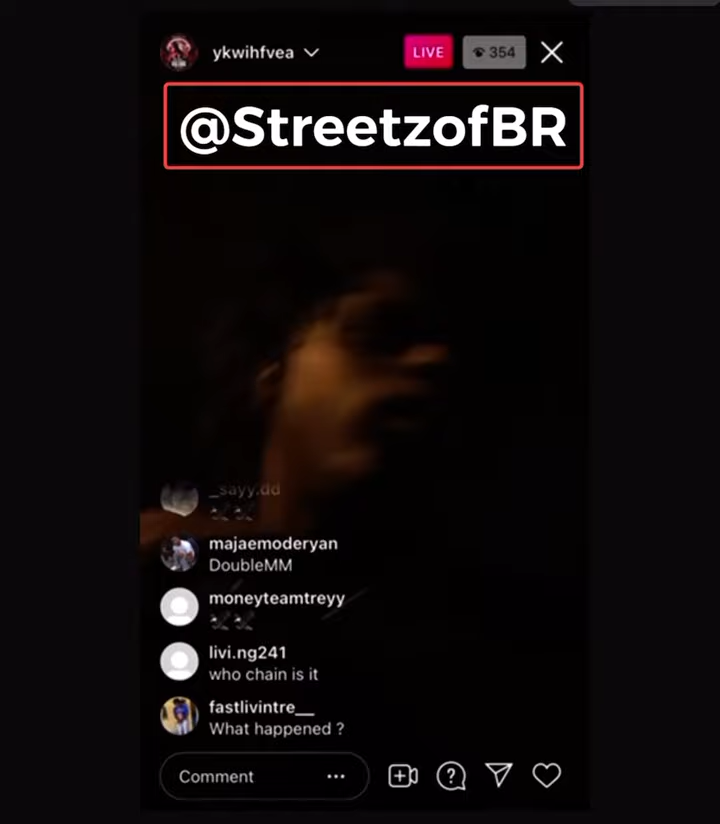 ykwihfvea
LIVE
354
@StreetzofBR
_sayy.dd
majaemoderyan
DoubleMM
moneyteamtreyy
livi.ng241
who chain is it
fastlivintre__
What happened ?
Comment